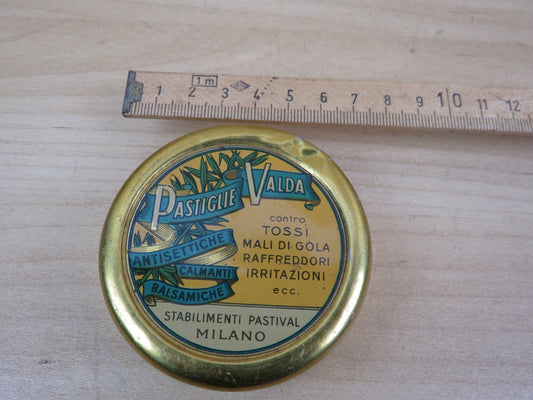 1 m
1 2 3 4 5 6 7 8 9 10 11 12
PASTIGLIE VALDA
ANTISETTICHE
CALMANTI
BALSAMICHE
contro
TOSSI
MALI DI GOLA
RAFFREDDORI
IRRITAZIONI
ecc.
STABILIMENTI PASTIVAL
MILANO